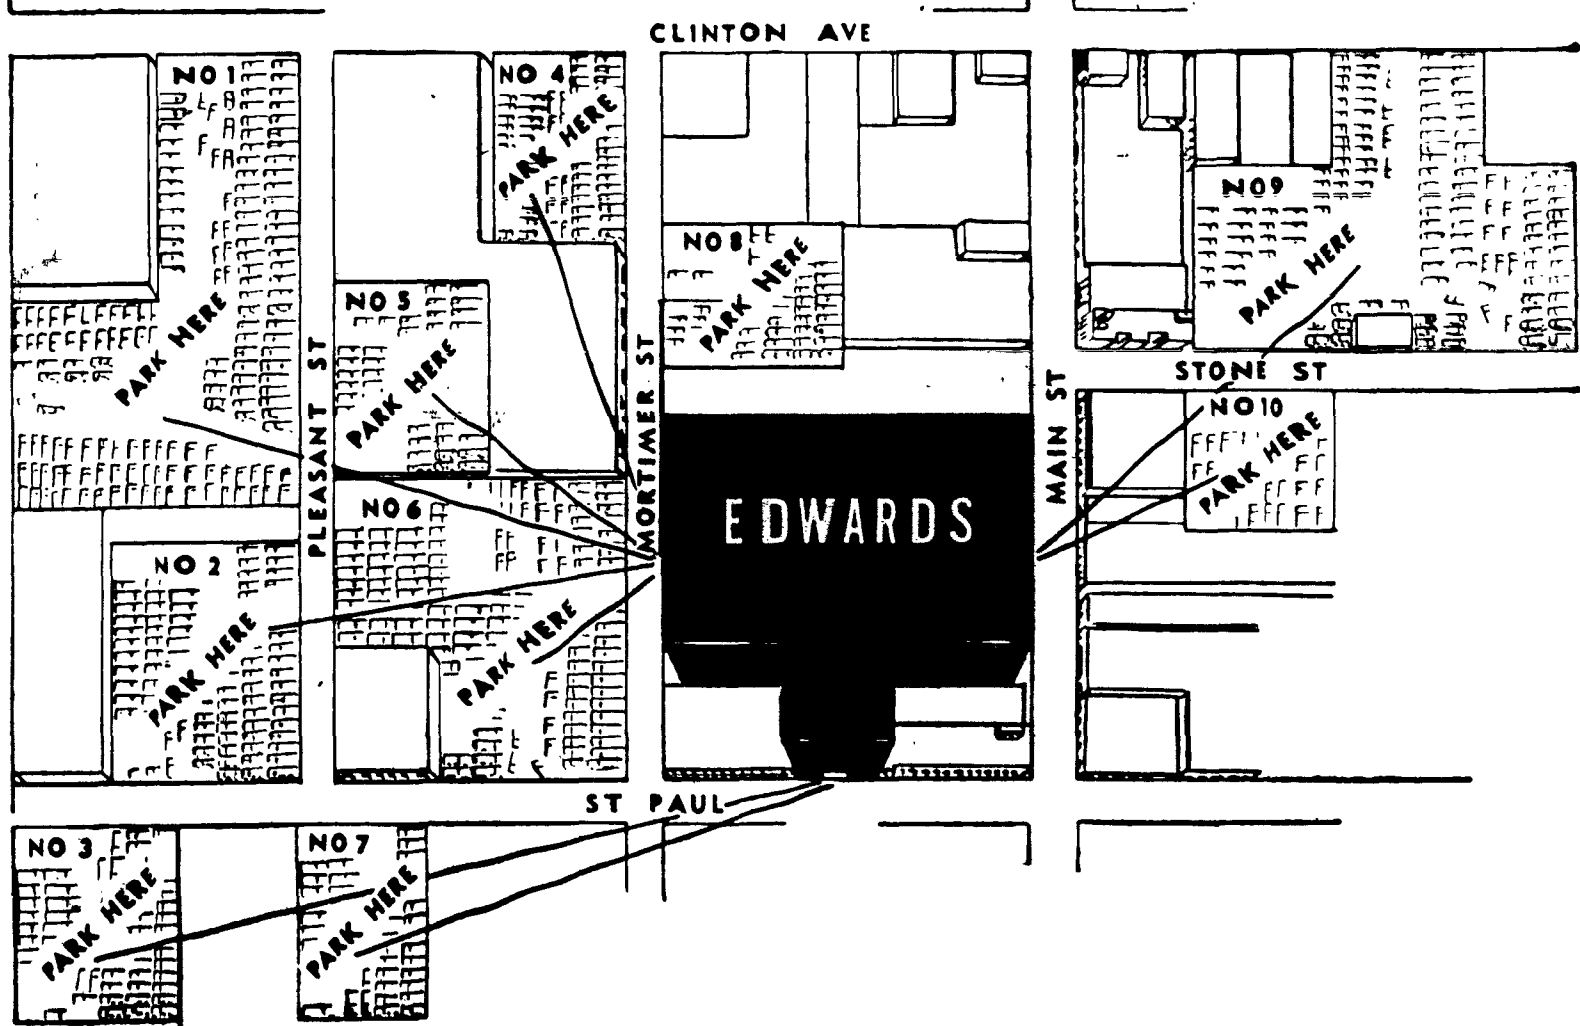 CLINTON AVE
NO 1
PARK HERE
NO 4
PARK HERE
NO 8
PARK HERE
NO 9
PARK HERE
NO 5
PARK HERE
PLEASANT ST
MORTIMER ST
MAIN ST
STONE ST
NO 10
PARK HERE
EDWARDS
NO 6
PARK HERE
NO 2
PARK HERE
ST PAUL
NO 3
PARK HERE
NO 7
PARK HERE